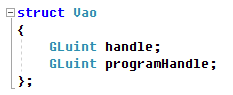 struct Vao
{
    GLuint handle;
    GLuint programHandle;
};